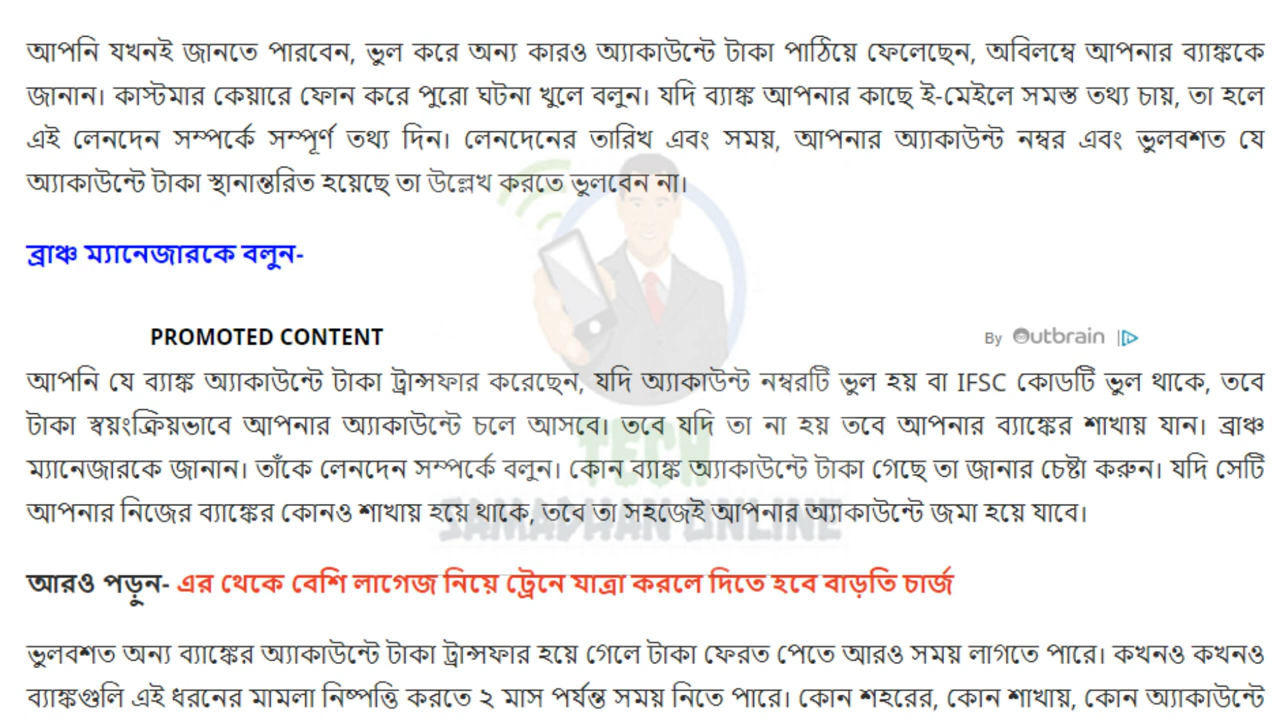 আপনি যখনই জানতে পারবেন, ভুল করে অন্য কারও অ্যাকাউন্টে টাকা পাঠিয়ে ফেলেছেন, অবিলম্বে আপনার ব্যাঙ্ককে
জানান। কাস্টমার কেয়ারে ফোন করে পুরো ঘটনা খুলে বলুন। যদি ব্যাঙ্ক আপনার কাছে ই-মেইলে সমস্ত তথ্য চায়, তা হলে
এই লেনদেন সম্পর্কে সম্পূর্ণ তথ্য দিন। লেনদেনের তারিখ এবং সময়, আপনার অ্যাকাউন্ট নম্বর এবং ভুলবশত যে
অ্যাকাউন্টে টাকা স্থানান্তরিত হয়েছে তা উল্লেখ করতে ভুলবেন না।
ব্রাঞ্চ ম্যানেজারকে বলুন-
PROMOTED CONTENT By Outbrain
আপনি যে ব্যাঙ্ক অ্যাকাউন্টে টাকা ট্রান্সফার করেছেন, যদি অ্যাকাউন্ট নম্বরটি ভুল হয় বা IFSC কোডটি ভুল থাকে, তবে
টাকা স্বয়ংক্রিয়ভাবে আপনার অ্যাকাউন্টে চলে আসবে। তবে যদি তা না হয় তবে আপনার ব্যাঙ্কের শাখায় যান। ব্রাঞ্চ
ম্যানেজারকে জানান। তাঁকে লেনদেন সম্পর্কে বলুন। কোন ব্যাঙ্ক অ্যাকাউন্টে টাকা গেছে তা জানার চেষ্টা করুন। যদি সেটি
আপনার নিজের ব্যাঙ্কের কোনও শাখায় হয়ে থাকে, তবে তা সহজেই আপনার অ্যাকাউন্টে জমা হয়ে যাবে।
TECH
SAMADHAN ONLINE
আরও পড়ুন- এর থেকে বেশি লাগেজ নিয়ে ট্রেনে যাত্রা করলে দিতে হবে বাড়তি চার্জ
ভুলবশত অন্য ব্যাঙ্কের অ্যাকাউন্টে টাকা ট্রান্সফার হয়ে গেলে টাকা ফেরত পেতে আরও সময় লাগতে পারে। কখনও কখনও
ব্যাঙ্কগুলি এই ধরনের মামলা নিষ্পত্তি করতে ২ মাস পর্যন্ত সময় নিতে পারে। কোন শহরের, কোন শাখায়, কোন অ্যাকাউন্টে